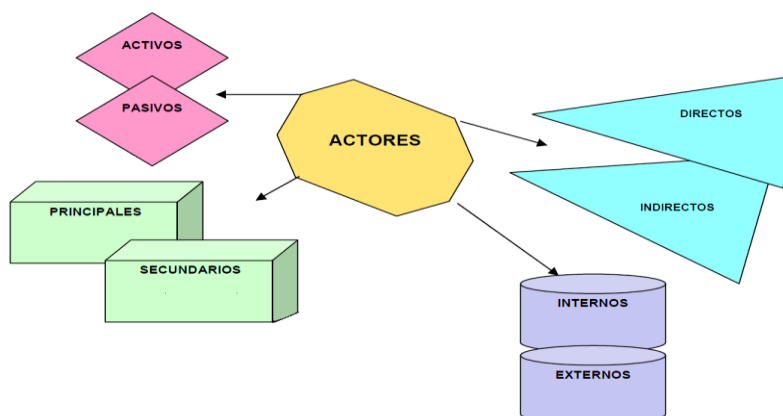 ACTIVOS
PASIVOS
ACTORES
DIRECTOS
INDIRECTOS
PRINCIPALES
SECUNDARIOS
INTERNOS
EXTERNOS